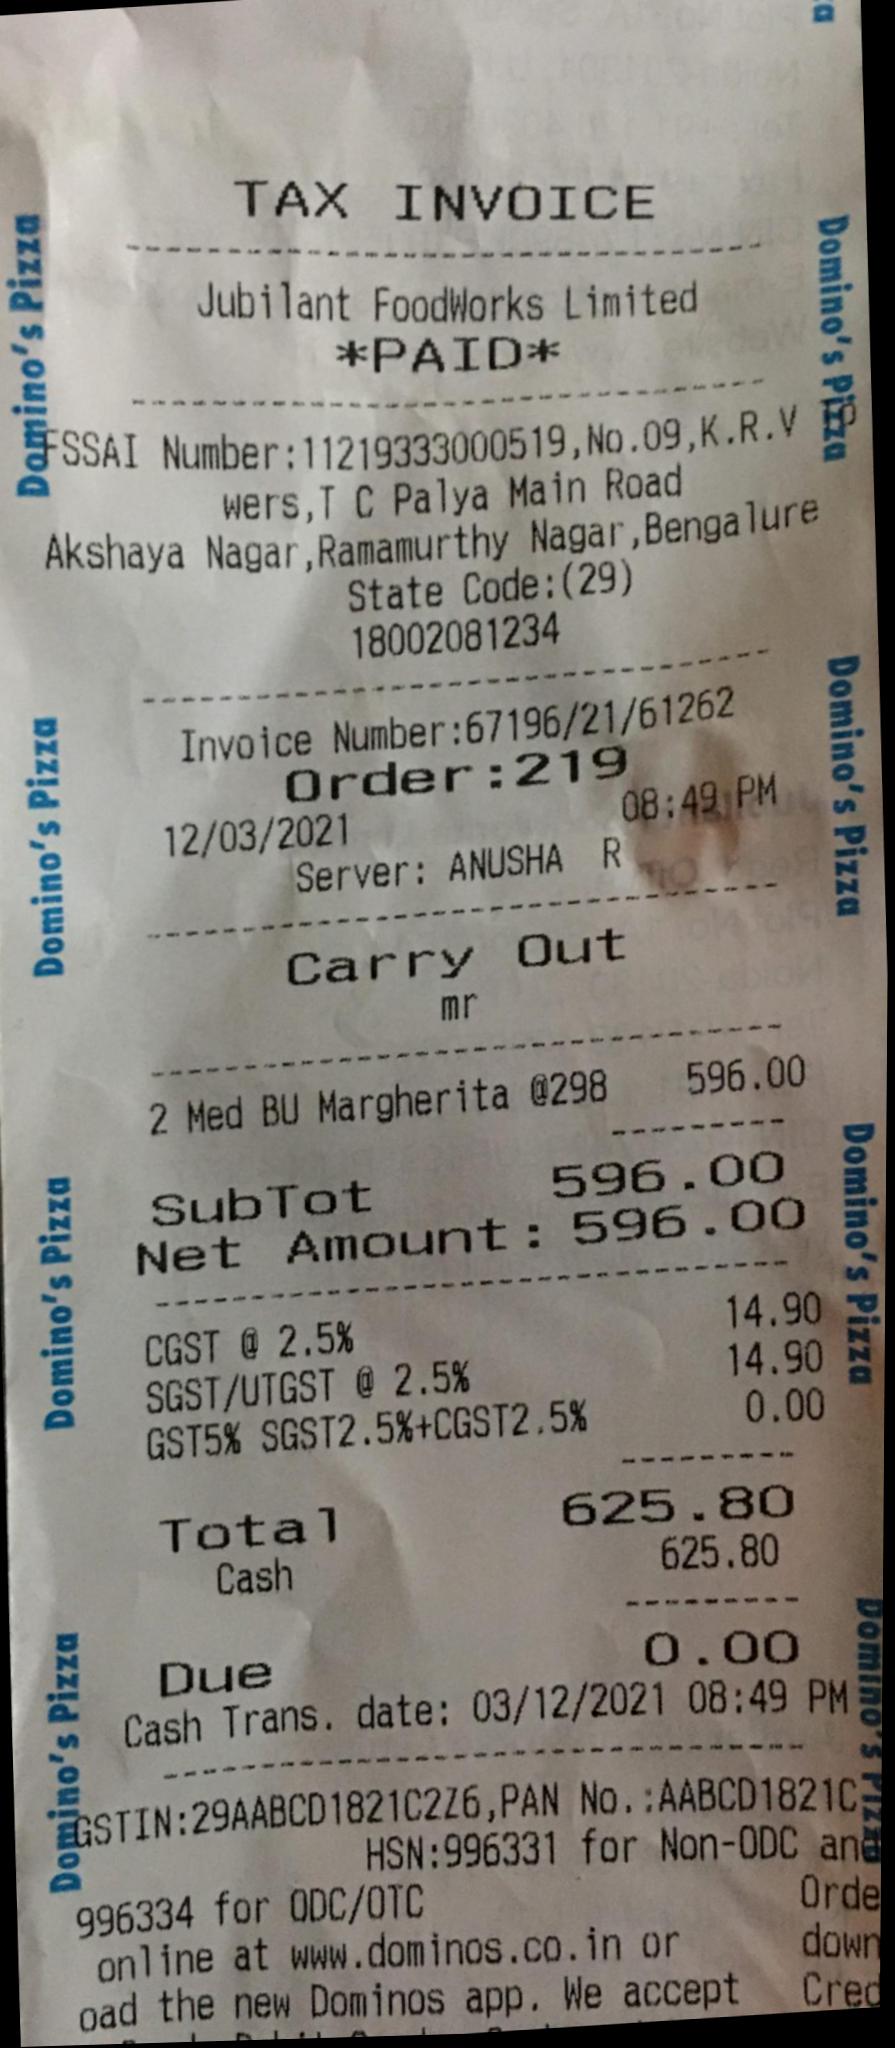 TAX INVOICE
Jubilant FoodWorks Limited
*PAID*
FSSAI Number:11219333000519,No.09,K.R.V To
wers,T C Palya Main Road
Akshaya Nagar,Ramamurthy Nagar,Bengalure
State Code:(29)
18002081234
Invoice Number:67196/21/61262
Order:219
12/03/2021 08:49 PM
Server: ANUSHA R
Carry Out
mr
2 Med BU Margherita @298 596.00
SubTot 596.00
Net Amount: 596.00
CGST @ 2.5% 14.90
SGST/UTGST @ 2.5% 14.90
GST5% SGST2.5%+CGST2.5% 0.00
Total 625.80
Cash 625.80
Due 0.00
Cash Trans. date: 03/12/2021 08:49 PM
GSTIN:29AABCD1821C2Z6,PAN No.:AABCD1821C
HSN:996331 for Non-ODC and
996334 for ODC/OTC Orde
online at www.dominos.co.in or down
oad the new Dominos app. We accept Cred
Domino's Pizza
Domino's Pizza
Domino's Pizza
Domino's Pizza
za
Domino's Pizza
Domino's Pizza
Domino's Pizza
Domino's Pizza